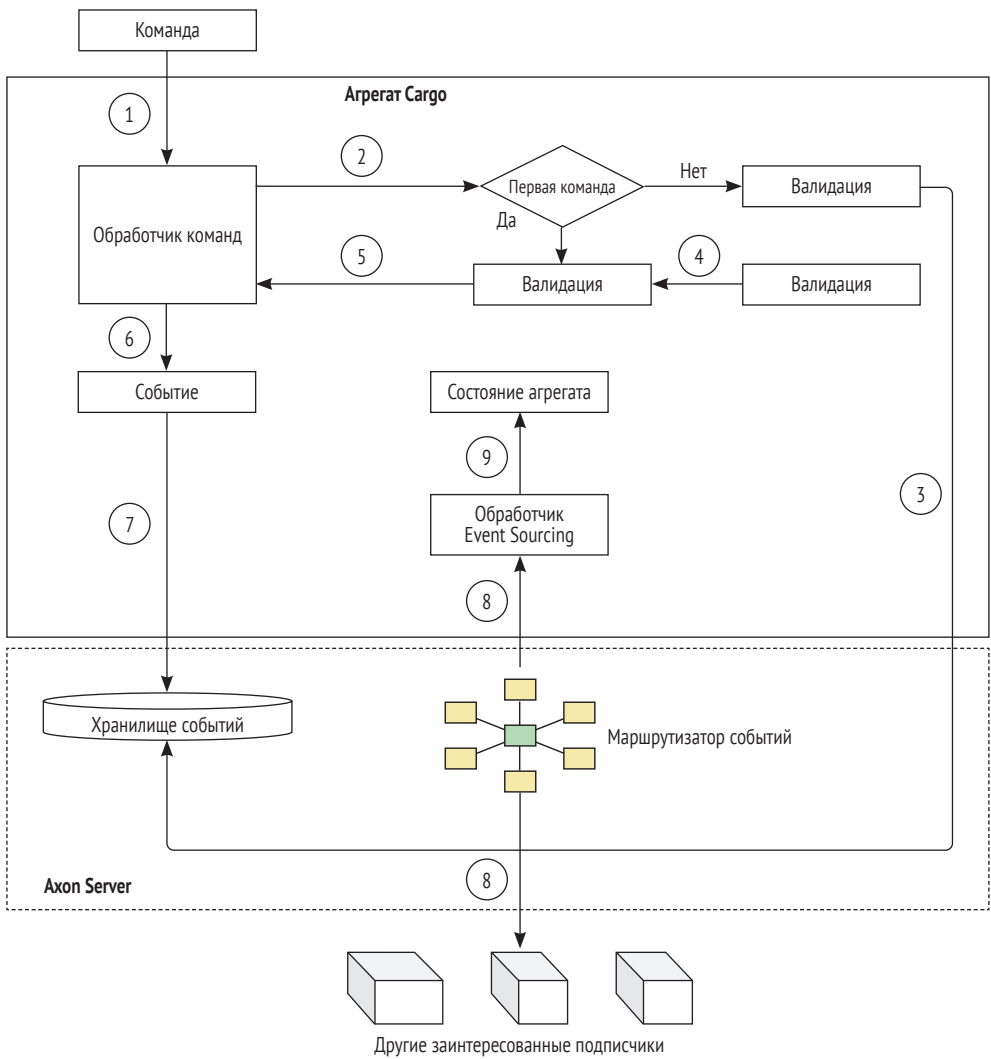 Команда
Агрегат Cargo
1
2
Первая команда
Нет
Валидация
Да
Обработчик команд
5
Валидация
4
Валидация
6
Событие
Состояние агрегата
9
3
7
Обработчик
Event Sourcing
8
Хранилище событий
Маршрутизатор событий
8
Axon Server
Другие заинтересованные подписчики